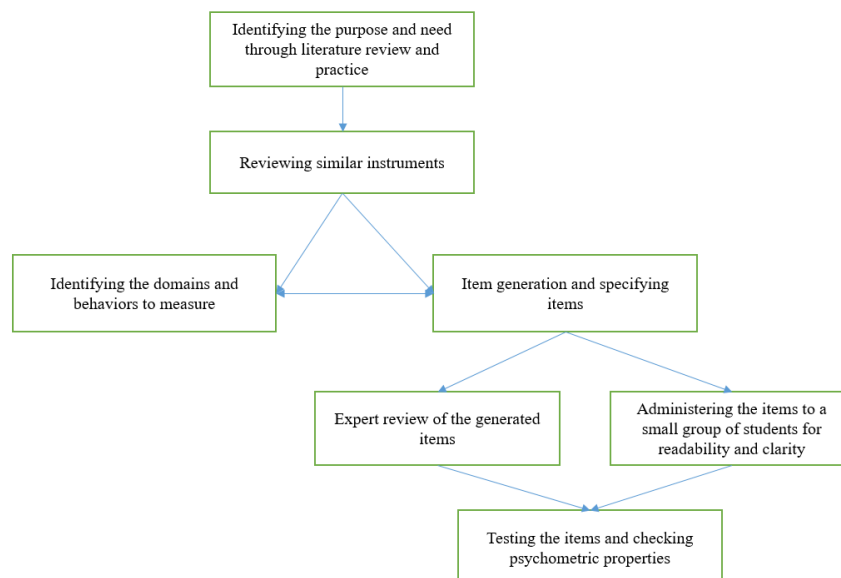 Identifying the purpose and need
through literature review and
practice
Reviewing similar instruments
Identifying the domains and
behaviors to measure
Item generation and specifying
items
Expert review of the generated
items
Administering the items to a
small group of students for
readability and clarity
Testing the items and checking
psychometric properties